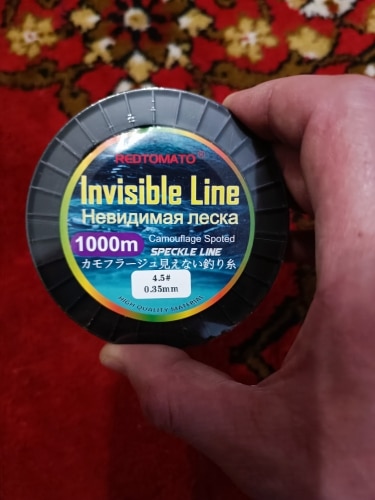 REDTOMATO®
Invisible Line
Невидимая леска
1000m
Camouflage Spoted
SPECKLE LINE
カモフラージュ見えない釣り糸
4.5#
0.35mm
HIGH QUALITY MATERIAL